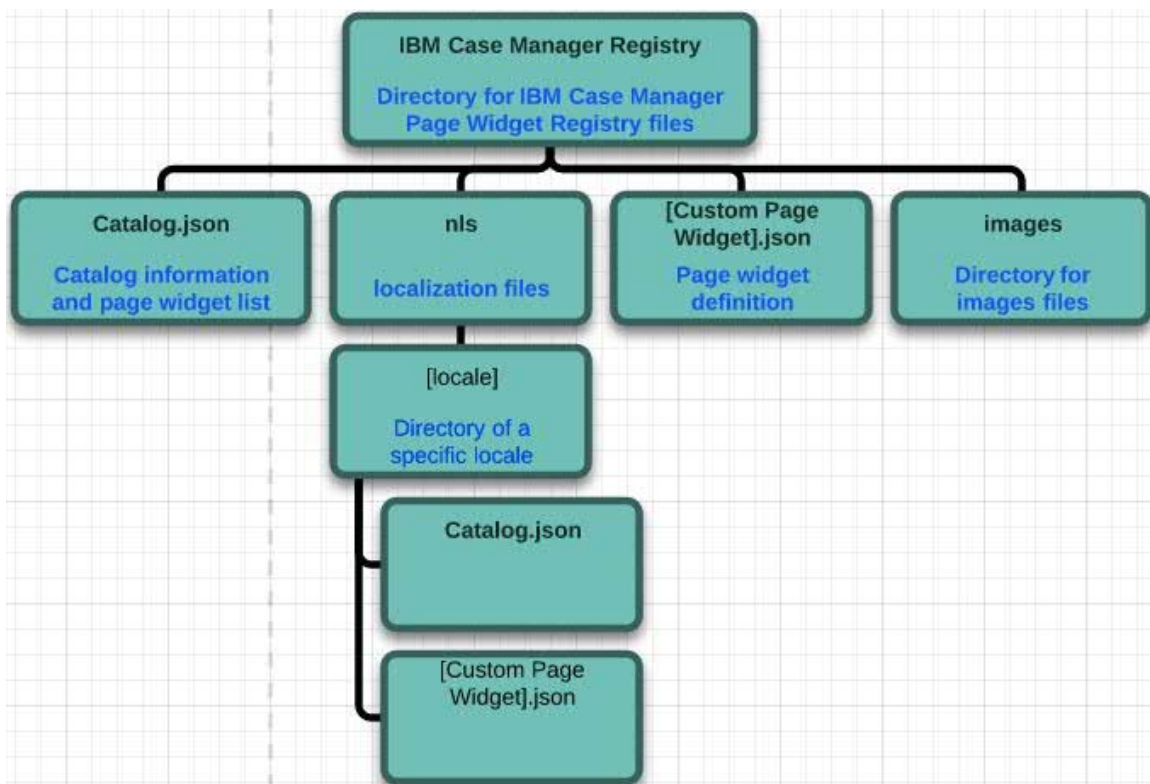 IBM Case Manager Registry
Directory for IBM Case Manager
Page Widget Registry files
Catalog.json
Catalog information
and page widget list
nls
localization files
[Custom Page
Widget].json
Page widget
definition
images
Directory for
images files
[locale]
Directory of a
specific locale
Catalog.json
[Custom Page
Widget].json